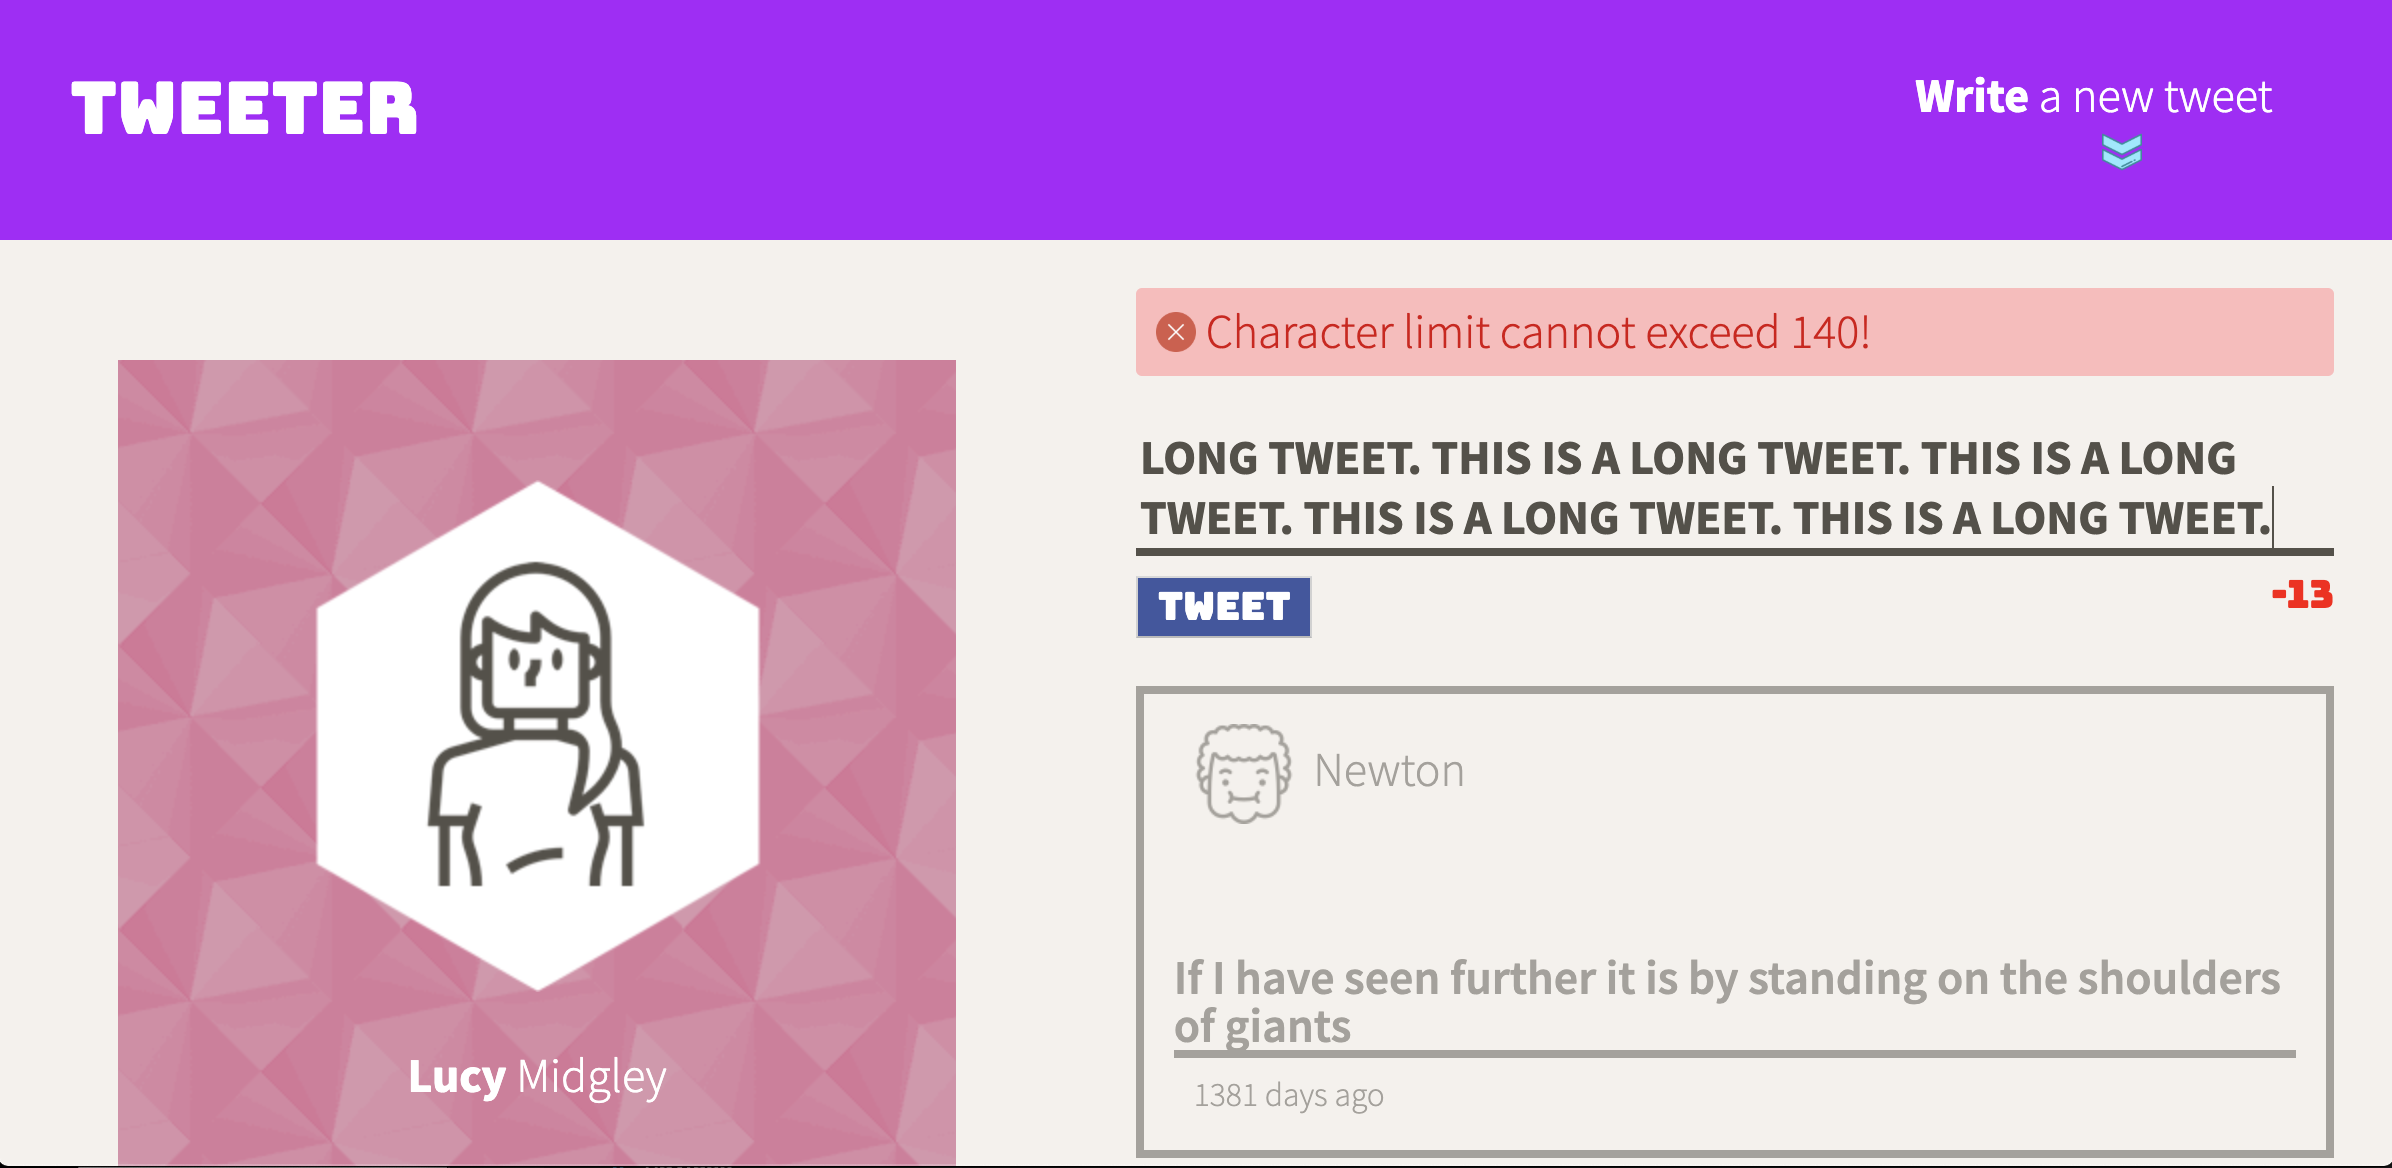 TWEETER
Write a new tweet
Character limit cannot exceed 140!
LONG TWEET. THIS IS A LONG TWEET. THIS IS A LONG
TWEET. THIS IS A LONG TWEET. THIS IS A LONG TWEET.
TWEET
-13
Newton
If I have seen further it is by standing on the shoulders
of giants
1381 days ago
Lucy Midgley